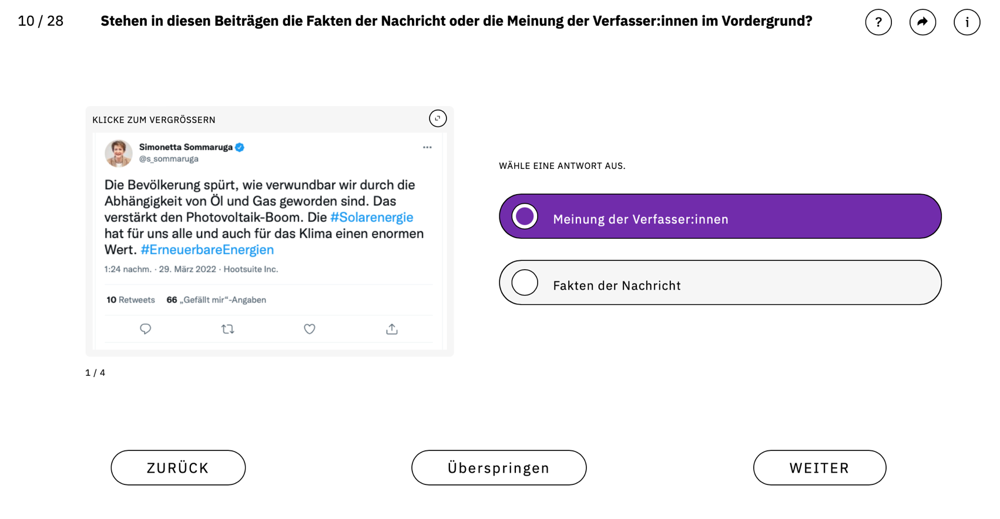 10 / 28
Stehen in diesen Beiträgen die Fakten der Nachricht oder die Meinung der Verfasser:innen im Vordergrund?
?
i
KLICKE ZUM VERGRÖSSERN
Simonetta Sommaruga
@s_sommaruga
Die Bevölkerung spürt, wie verwundbar wir durch die
Abhängigkeit von Öl und Gas geworden sind. Das
verstärkt den Photovoltaik-Boom. Die #Solarenergie
hat für uns alle und auch für das Klima einen enormen
Wert. #ErneuerbareEnergien
1:24 nachm. · 29. März 2022 · Hootsuite Inc.
10 Retweets 66 „Gefällt mir“-Angaben
1 / 4
WÄHLE EINE ANTWORT AUS.
Meinung der Verfasser:innen
Fakten der Nachricht
ZURÜCK
Überspringen
WEITER